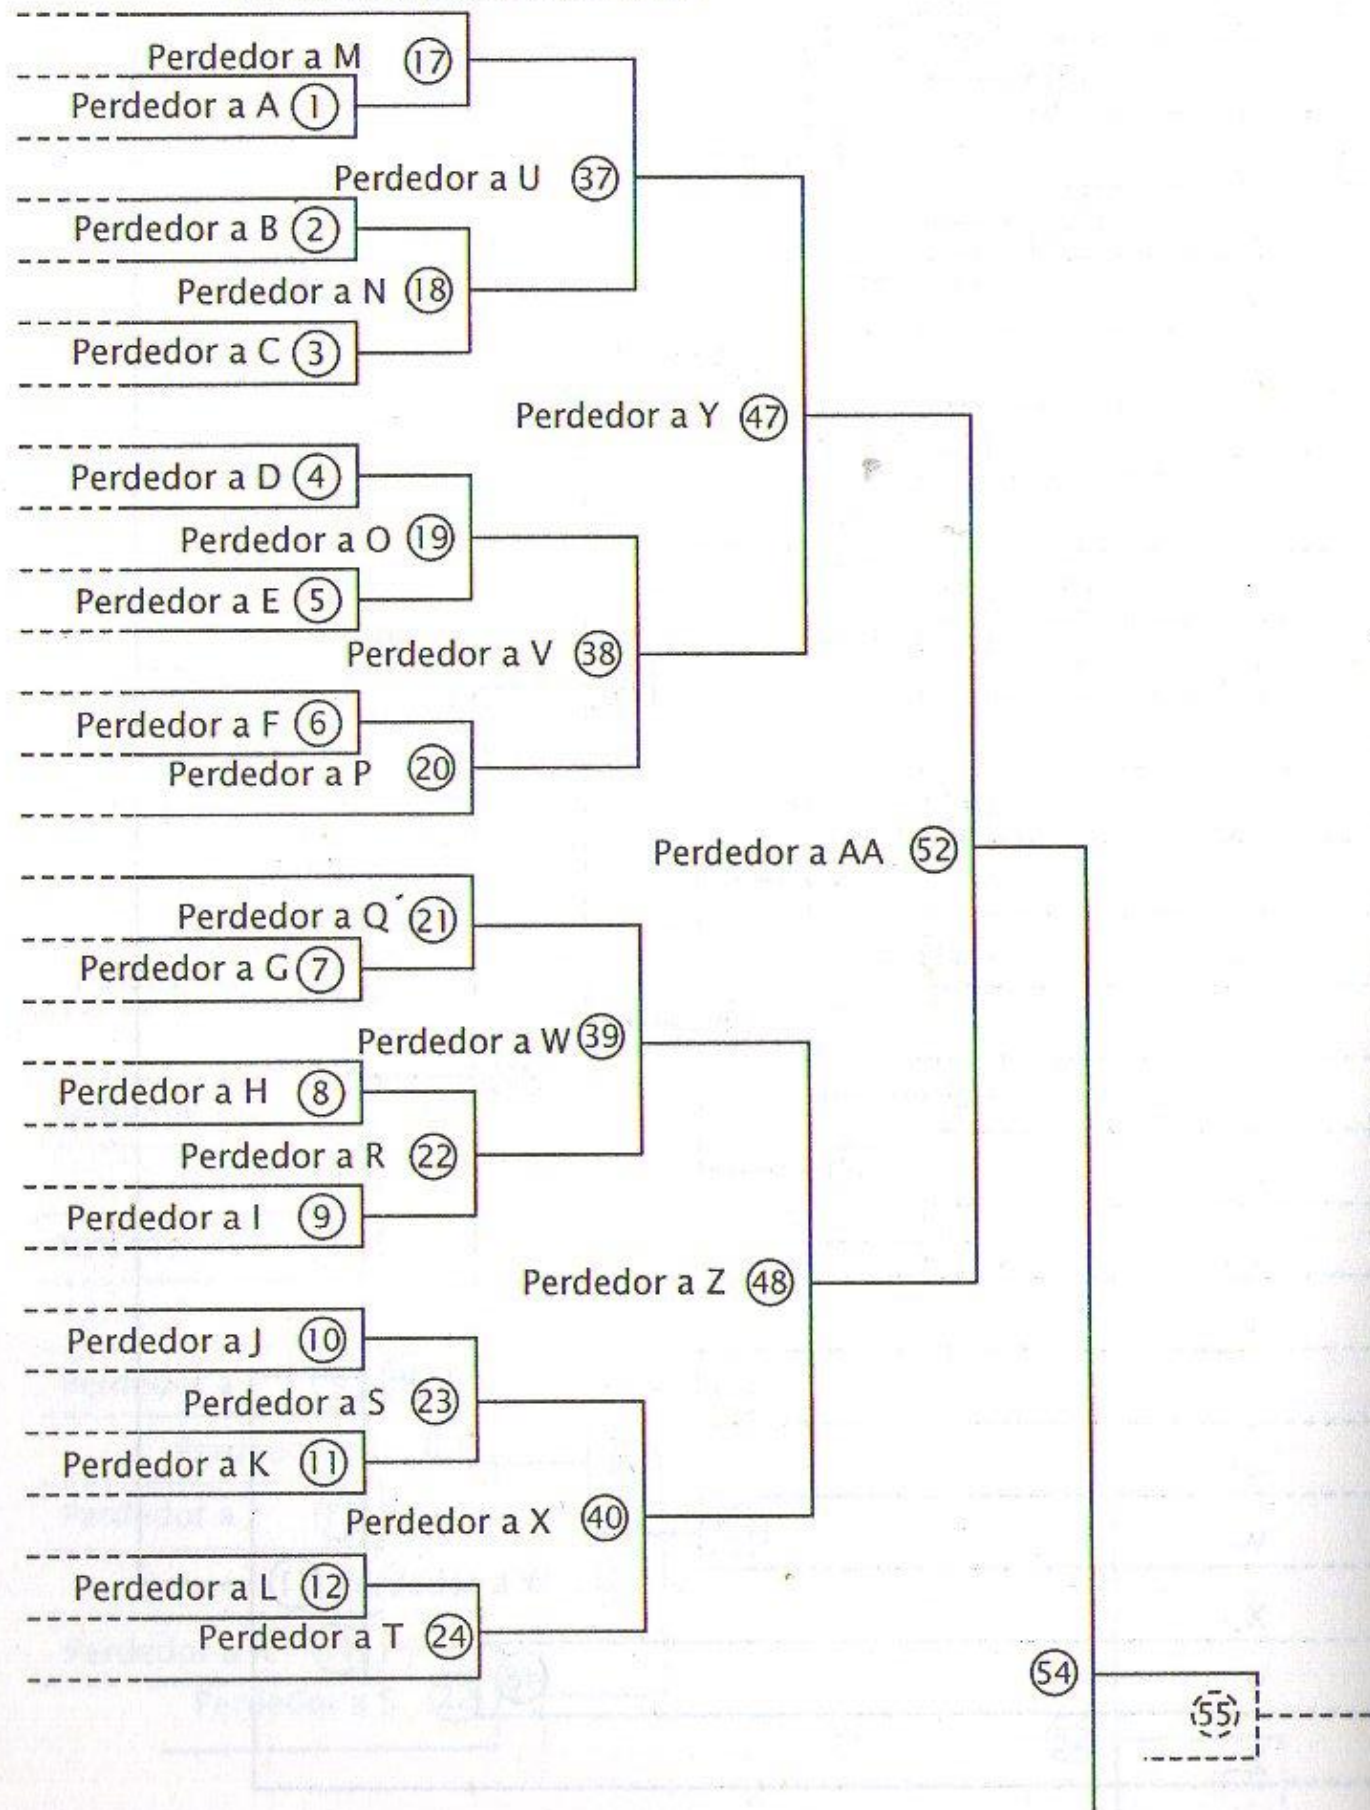 Perdedor a M 17
Perdedor a A 1
Perdedor a U 37
Perdedor a B 2
Perdedor a N 18
Perdedor a C 3
Perdedor a Y 47
Perdedor a D 4
Perdedor a O 19
Perdedor a E 5
Perdedor a V 38
Perdedor a F 6
Perdedor a P 20
Perdedor a AA 52
Perdedor a Q 21
Perdedor a G 7
Perdedor a W 39
Perdedor a H 8
Perdedor a R 22
Perdedor a I 9
Perdedor a Z 48
Perdedor a J 10
Perdedor a S 23
Perdedor a K 11
Perdedor a X 40
Perdedor a L 12
Perdedor a T 24
54
55